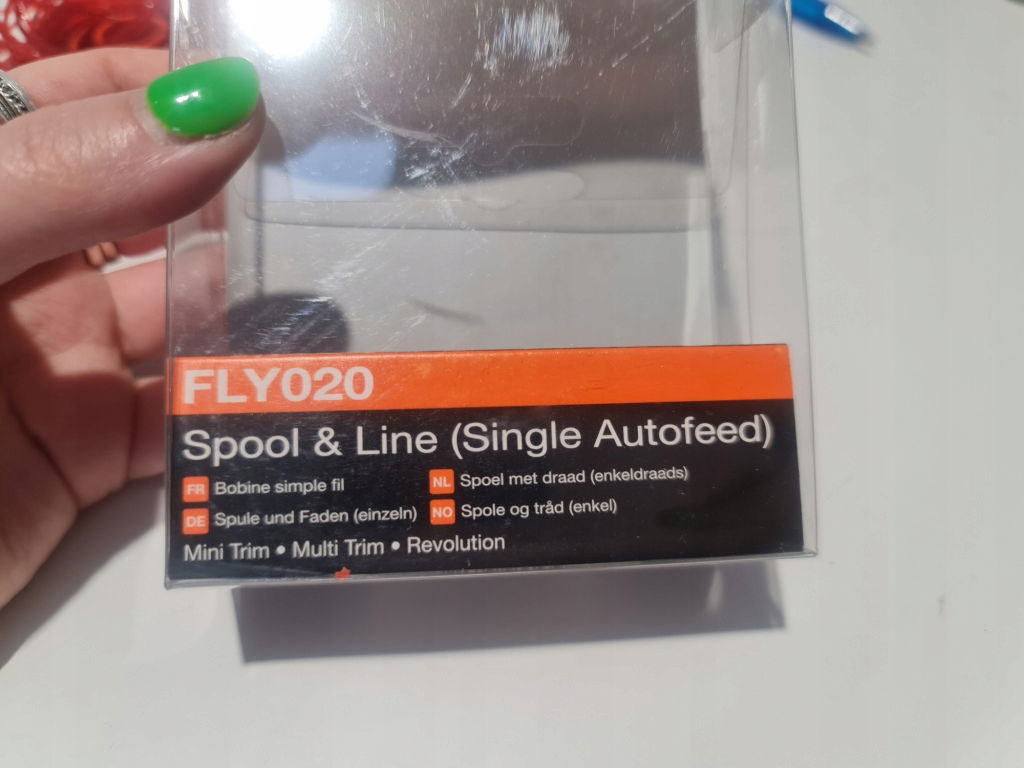 FLY020
Spool & Line (Single Autofeed)
FR Bobine simple fil
NL Spoel met draad (enkeldraads)
DE Spule und Faden (einzeln)
NO Spole og tråd (enkel)
Mini Trim • Multi Trim • Revolution